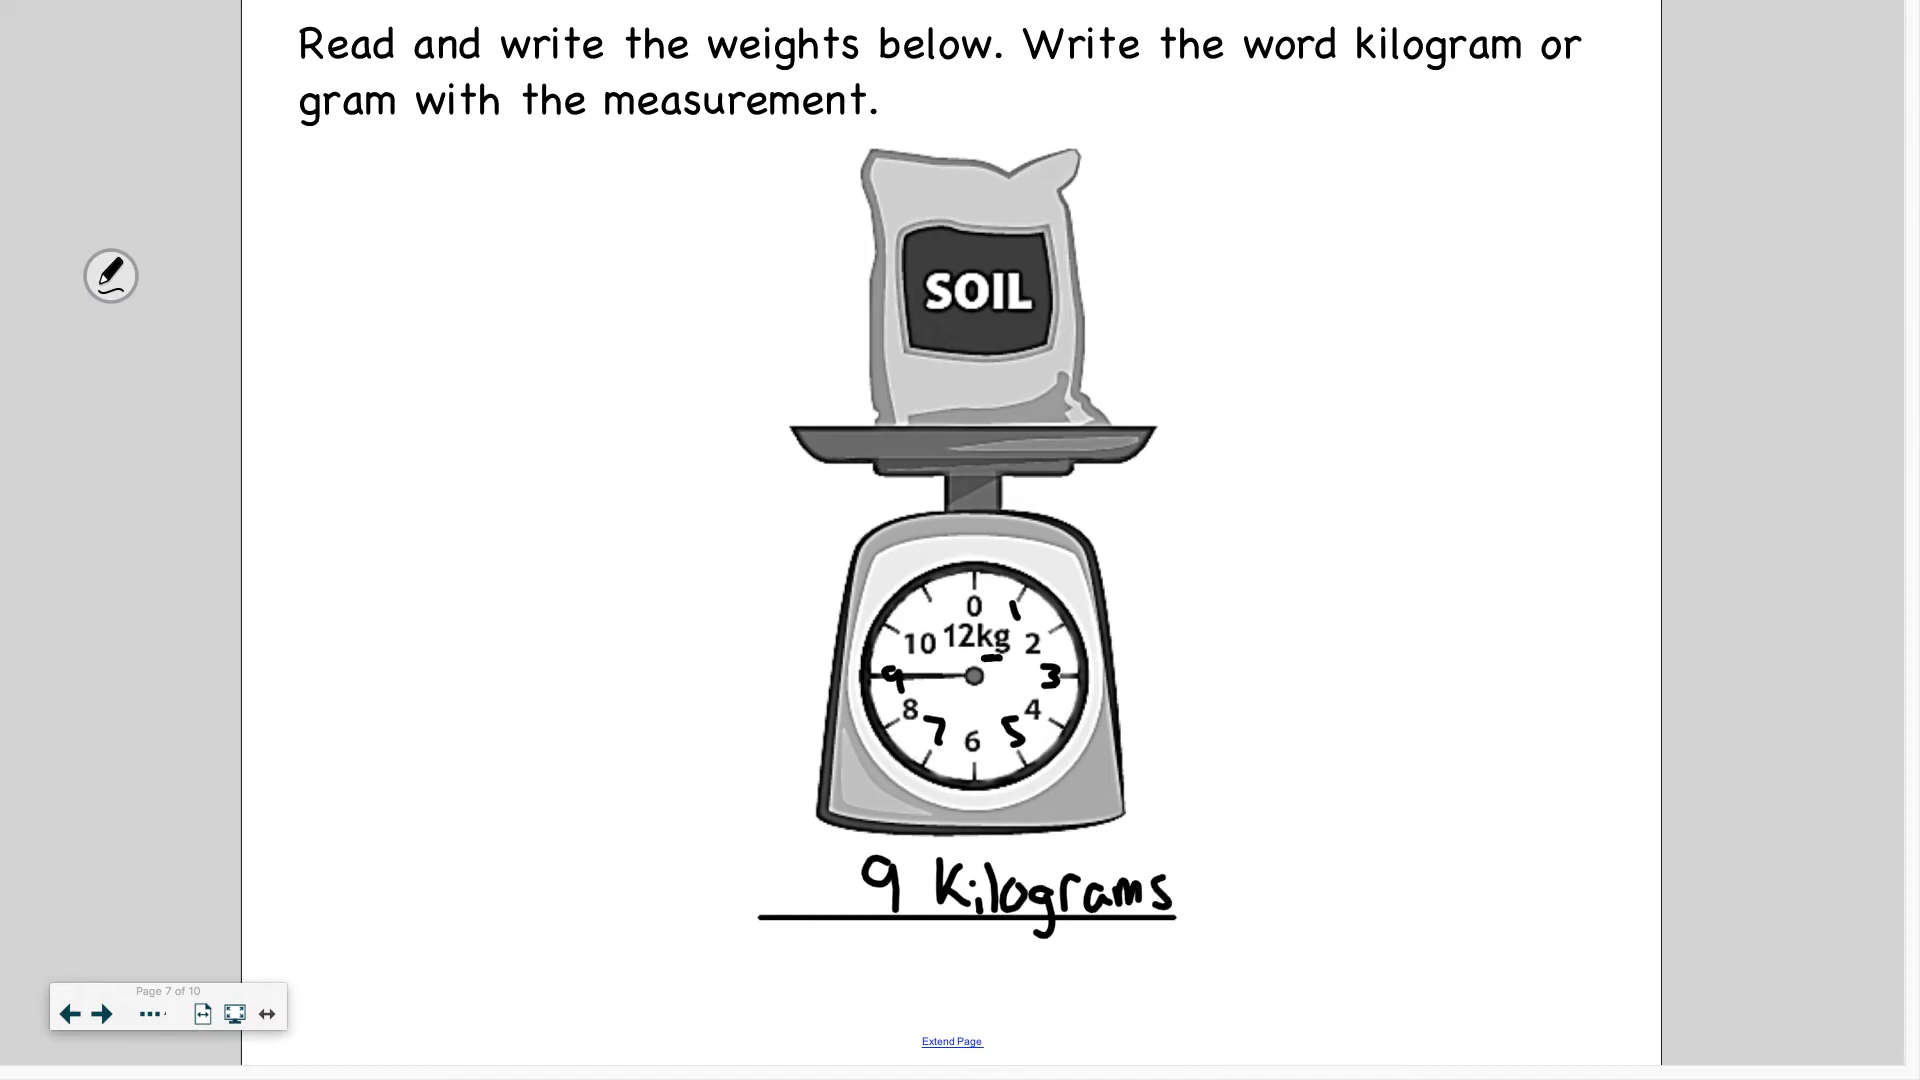 Read and write the weights below. Write the word kilogram or
gram with the measurement.
SOIL
0 1
10 12kg 2
9 3
8 4
7 6 5
9 Kilograms
Page 7 of 10
Extend Page